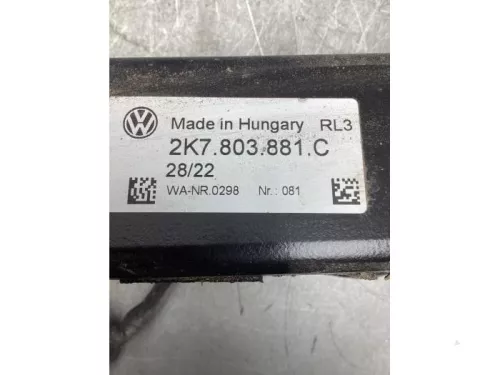 Made in Hungary RL3
2K7.803.881.C
28/22
WA-NR.0298 Nr.: 081